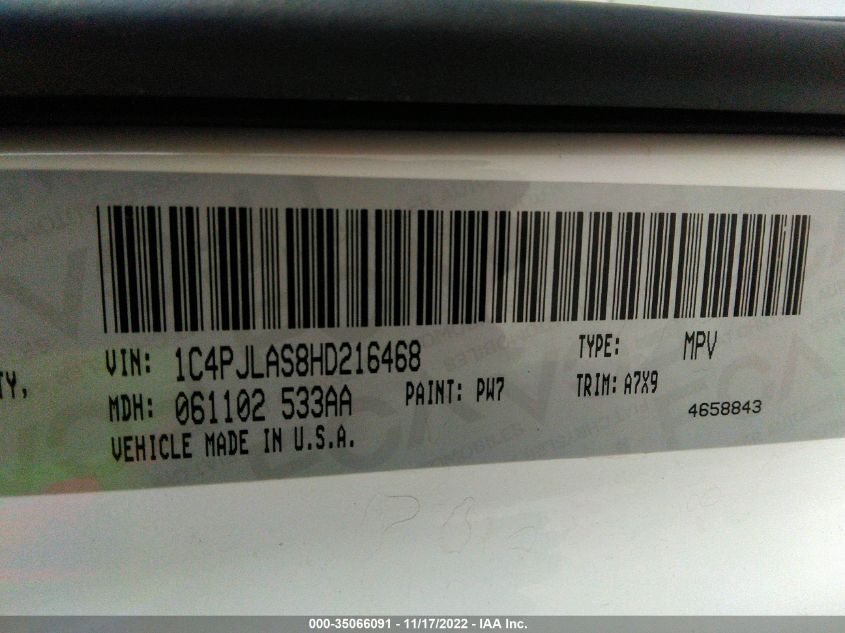 VIN: 1C4PJLAS8HD216468 TYPE: MPV
TY,
MDH: 061102 533AA PAINT: PW7 TRIM: A7X9
4658843
VEHICLE MADE IN U.S.A.
000-35066091 - 11/17/2022 - IAA Inc.